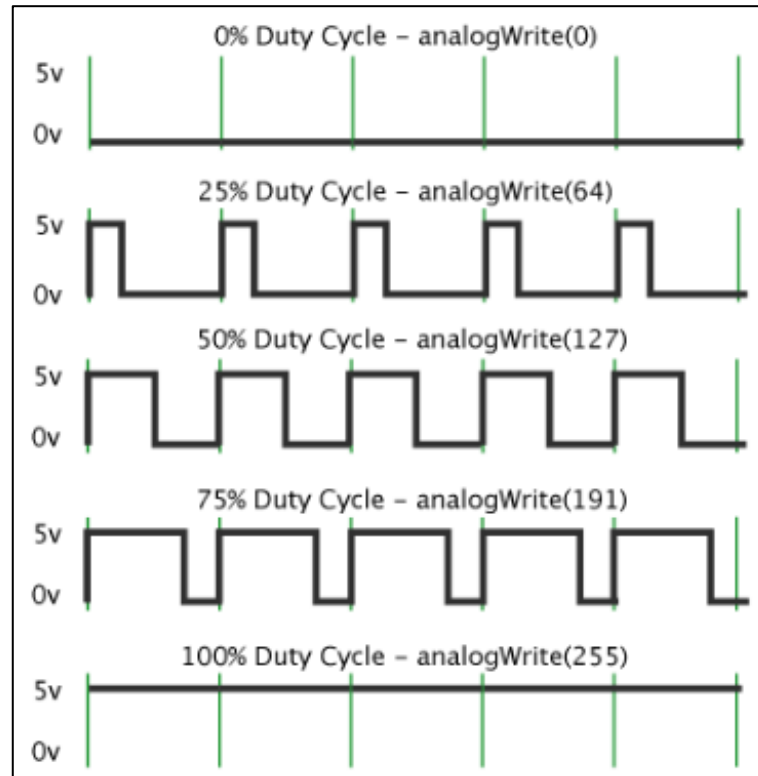 0% Duty Cycle – analogWrite(0)
5v
0v
25% Duty Cycle – analogWrite(64)
5v
0v
50% Duty Cycle – analogWrite(127)
5v
0v
75% Duty Cycle – analogWrite(191)
5v
0v
100% Duty Cycle – analogWrite(255)
5v
0v